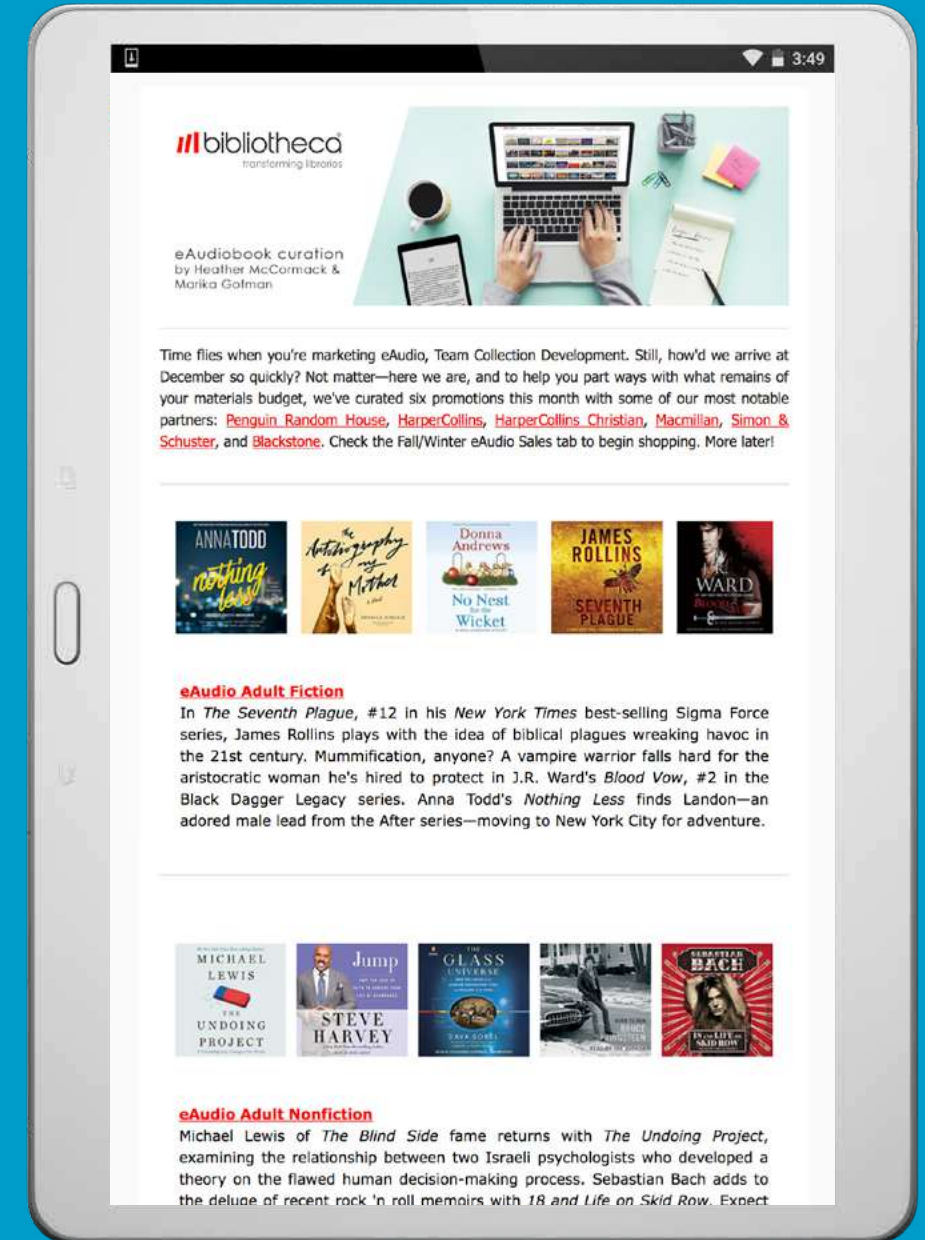 3:49
bibliotheca
transforming libraries
eAudiobook curation
by Heather McCormack &
Marika Gofman
Time flies when you're marketing eAudio, Team Collection Development. Still, how'd we arrive at
December so quickly? Not matter—here we are, and to help you part ways with what remains of
your materials budget, we've curated six promotions this month with some of our most notable
partners: Penguin Random House, HarperCollins, HarperCollins Christian, Macmillan, Simon &
Schuster, and Blackstone. Check the Fall/Winter eAudio Sales tab to begin shopping. More later!
ANNA TODD
nothing
less
the
Autobiography
of my
Mother
Donna
Andrews
No Nest
for the
Wicket
JAMES
ROLLINS
SEVENTH
PLAGUE
WARD
eAudio Adult Fiction
In The Seventh Plague, #12 in his New York Times best-selling Sigma Force
series, James Rollins plays with the idea of biblical plagues wreaking havoc in
the 21st century. Mummification, anyone? A vampire warrior falls hard for the
aristocratic woman he's hired to protect in J.R. Ward's Blood Vow, #2 in the
Black Dagger Legacy series. Anna Todd's Nothing Less finds Landon—an
adored male lead from the After series—moving to New York City for adventure.
MICHAEL
LEWIS
THE
UNDOING
PROJECT
Jump
STEVE
HARVEY
THE
GLASS
UNIVERSE
DAVA SOBEL
BRUCE
SPRINGSTEEN
SEBASTIAN
BACH
18 AND LIFE ON
SKID ROW
eAudio Adult Nonfiction
Michael Lewis of The Blind Side fame returns with The Undoing Project,
examining the relationship between two Israeli psychologists who developed a
theory on the flawed human decision-making process. Sebastian Bach adds to
the deluge of recent rock 'n roll memoirs with 18 and Life on Skid Row. Expect